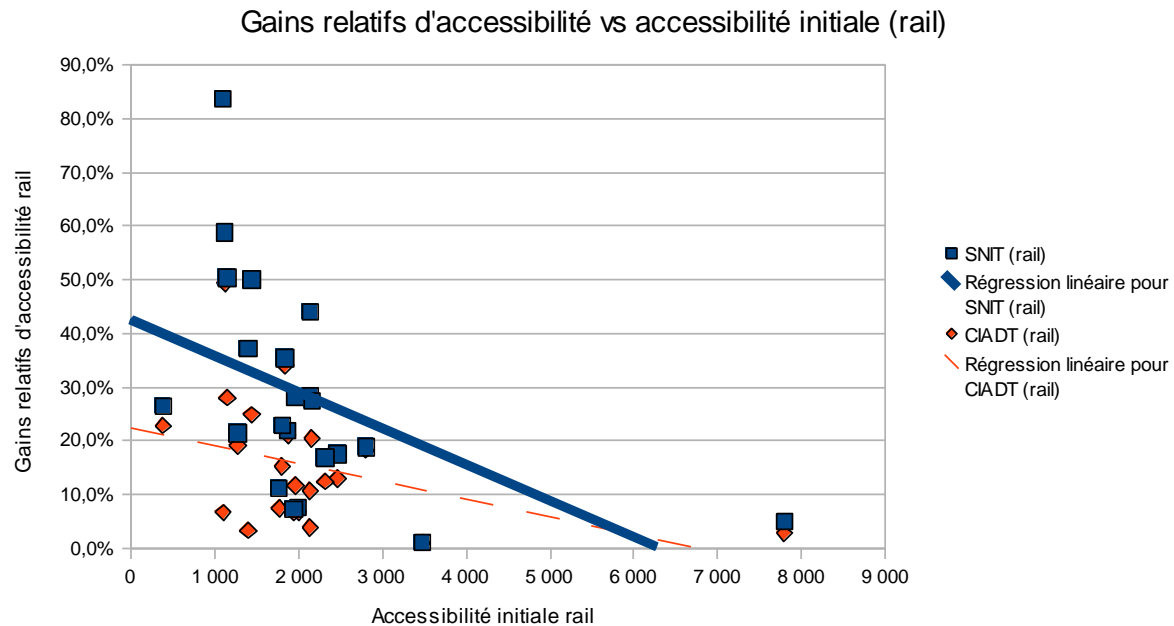 Gains relatifs d'accessibilité vs accessibilité initiale (rail)
Gains relatifs d'accessibilité rail
90,0%
80,0%
70,0%
60,0%
50,0%
40,0%
30,0%
20,0%
10,0%
0,0%
0
1 000
2 000
3 000
4 000
5 000
6 000
7 000
8 000
9 000
Accessibilité initiale rail
SNIT (rail)
Régression linéaire pour
SNIT (rail)
CIADT (rail)
Régression linéaire pour
CIADT (rail)